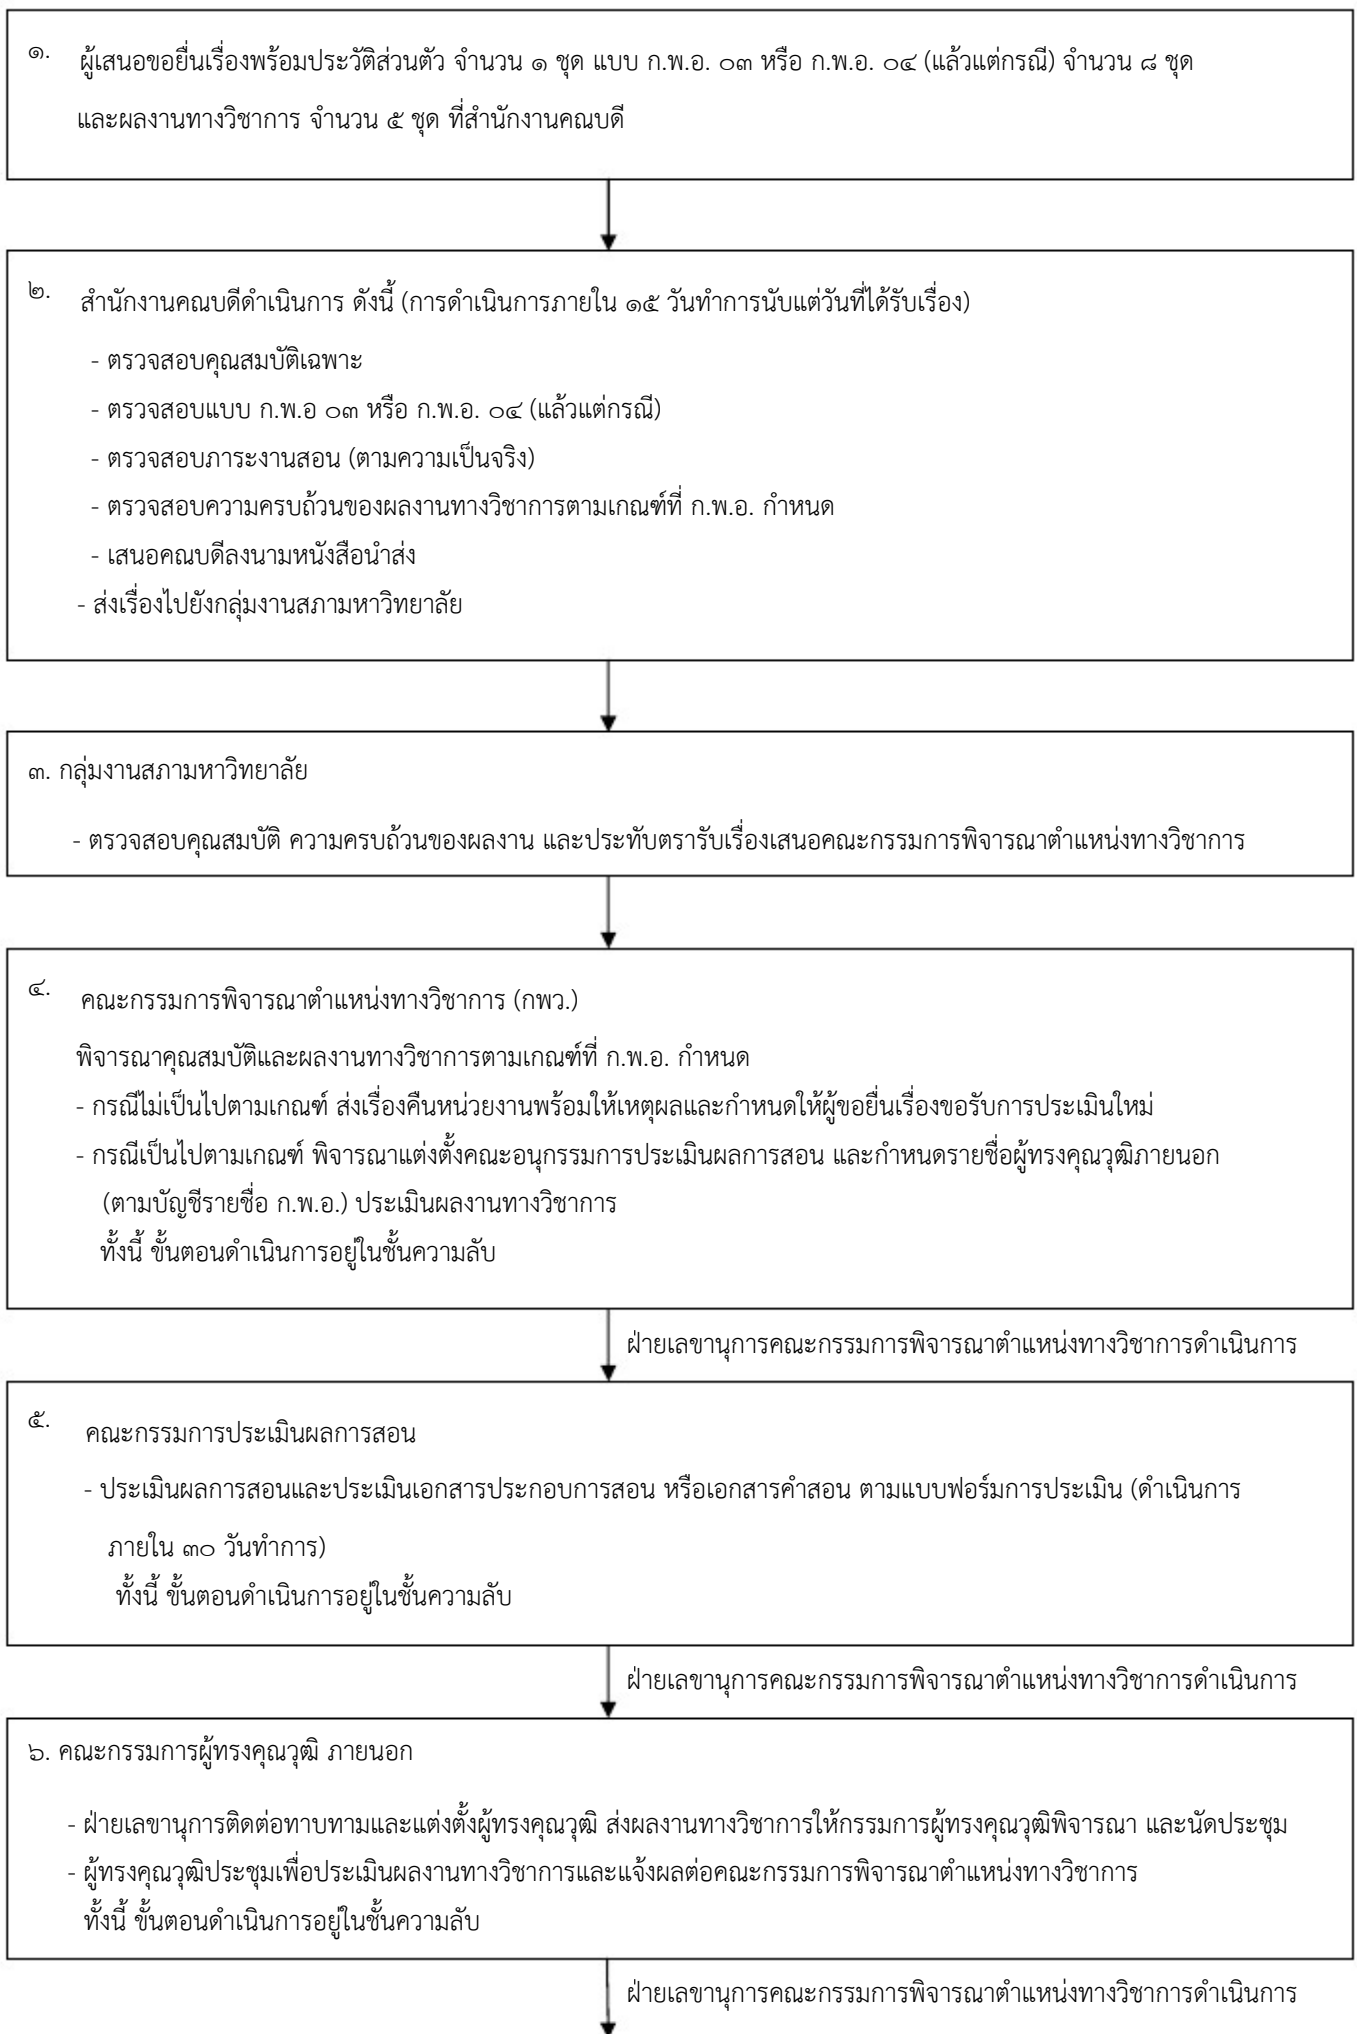 ๑. ผู้เสนอขอยื่นเรื่องพร้อมประวัติส่วนตัว จำนวน ๑ ชุด แบบ ก.พ.อ. ๐๓ หรือ ก.พ.อ. ๐๔ (แล้วแต่กรณี) จำนวน ๘ ชุด
และผลงานทางวิชาการ จำนวน ๕ ชุด ที่สำนักงานคณบดี
๒. สำนักงานคณบดีดำเนินการ ดังนี้ (การดำเนินการภายใน ๑๕ วันทำการนับแต่วันที่ได้รับเรื่อง)
- ตรวจสอบคุณสมบัติเฉพาะ
- ตรวจสอบแบบ ก.พ.อ ๐๓ หรือ ก.พ.อ. ๐๔ (แล้วแต่กรณี)
- ตรวจสอบภาระงานสอน (ตามความเป็นจริง)
- ตรวจสอบความครบถ้วนของผลงานทางวิชาการตามเกณฑ์ที่ ก.พ.อ. กำหนด
- เสนอคณบดีลงนามหนังสือนำส่ง
- ส่งเรื่องไปยังกลุ่มงานสภามหาวิทยาลัย
๓. กลุ่มงานสภามหาวิทยาลัย
- ตรวจสอบคุณสมบัติ ความครบถ้วนของผลงาน และประทับตรารับเรื่องเสนอคณะกรรมการพิจารณาตำแหน่งทางวิชาการ
๔. คณะกรรมการพิจารณาตำแหน่งทางวิชาการ (กพว.)
พิจารณาคุณสมบัติและผลงานทางวิชาการตามเกณฑ์ที่ ก.พ.อ. กำหนด
- กรณีไม่เป็นไปตามเกณฑ์ ส่งเรื่องคืนหน่วยงานพร้อมให้เหตุผลและกำหนดให้ผู้ขอยื่นเรื่องขอรับการประเมินใหม่
- กรณีเป็นไปตามเกณฑ์ พิจารณาแต่งตั้งคณะอนุกรรมการประเมินผลการสอน และกำหนดรายชื่อผู้ทรงคุณวุฒิภายนอก
(ตามบัญชีรายชื่อ ก.พ.อ.) ประเมินผลงานทางวิชาการ
ทั้งนี้ ขั้นตอนดำเนินการอยู่ในชั้นความลับ
ฝ่ายเลขานุการคณะกรรมการพิจารณาตำแหน่งทางวิชาการดำเนินการ
๕. คณะกรรมการประเมินผลการสอน
- ประเมินผลการสอนและประเมินเอกสารประกอบการสอน หรือเอกสารคำสอน ตามแบบฟอร์มการประเมิน (ดำเนินการ
ภายใน ๓๐ วันทำการ)
ทั้งนี้ ขั้นตอนดำเนินการอยู่ในชั้นความลับ
ฝ่ายเลขานุการคณะกรรมการพิจารณาตำแหน่งทางวิชาการดำเนินการ
๖. คณะกรรมการผู้ทรงคุณวุฒิ ภายนอก
- ฝ่ายเลขานุการติดต่อทาบทามและแต่งตั้งผู้ทรงคุณวุฒิ ส่งผลงานทางวิชาการให้กรรมการผู้ทรงคุณวุฒิพิจารณา และนัดประชุม
- ผู้ทรงคุณวุฒิประชุมเพื่อประเมินผลงานทางวิชาการและแจ้งผลต่อคณะกรรมการพิจารณาตำแหน่งทางวิชาการ
ทั้งนี้ ขั้นตอนดำเนินการอยู่ในชั้นความลับ
ฝ่ายเลขานุการคณะกรรมการพิจารณาตำแหน่งทางวิชาการดำเนินการ